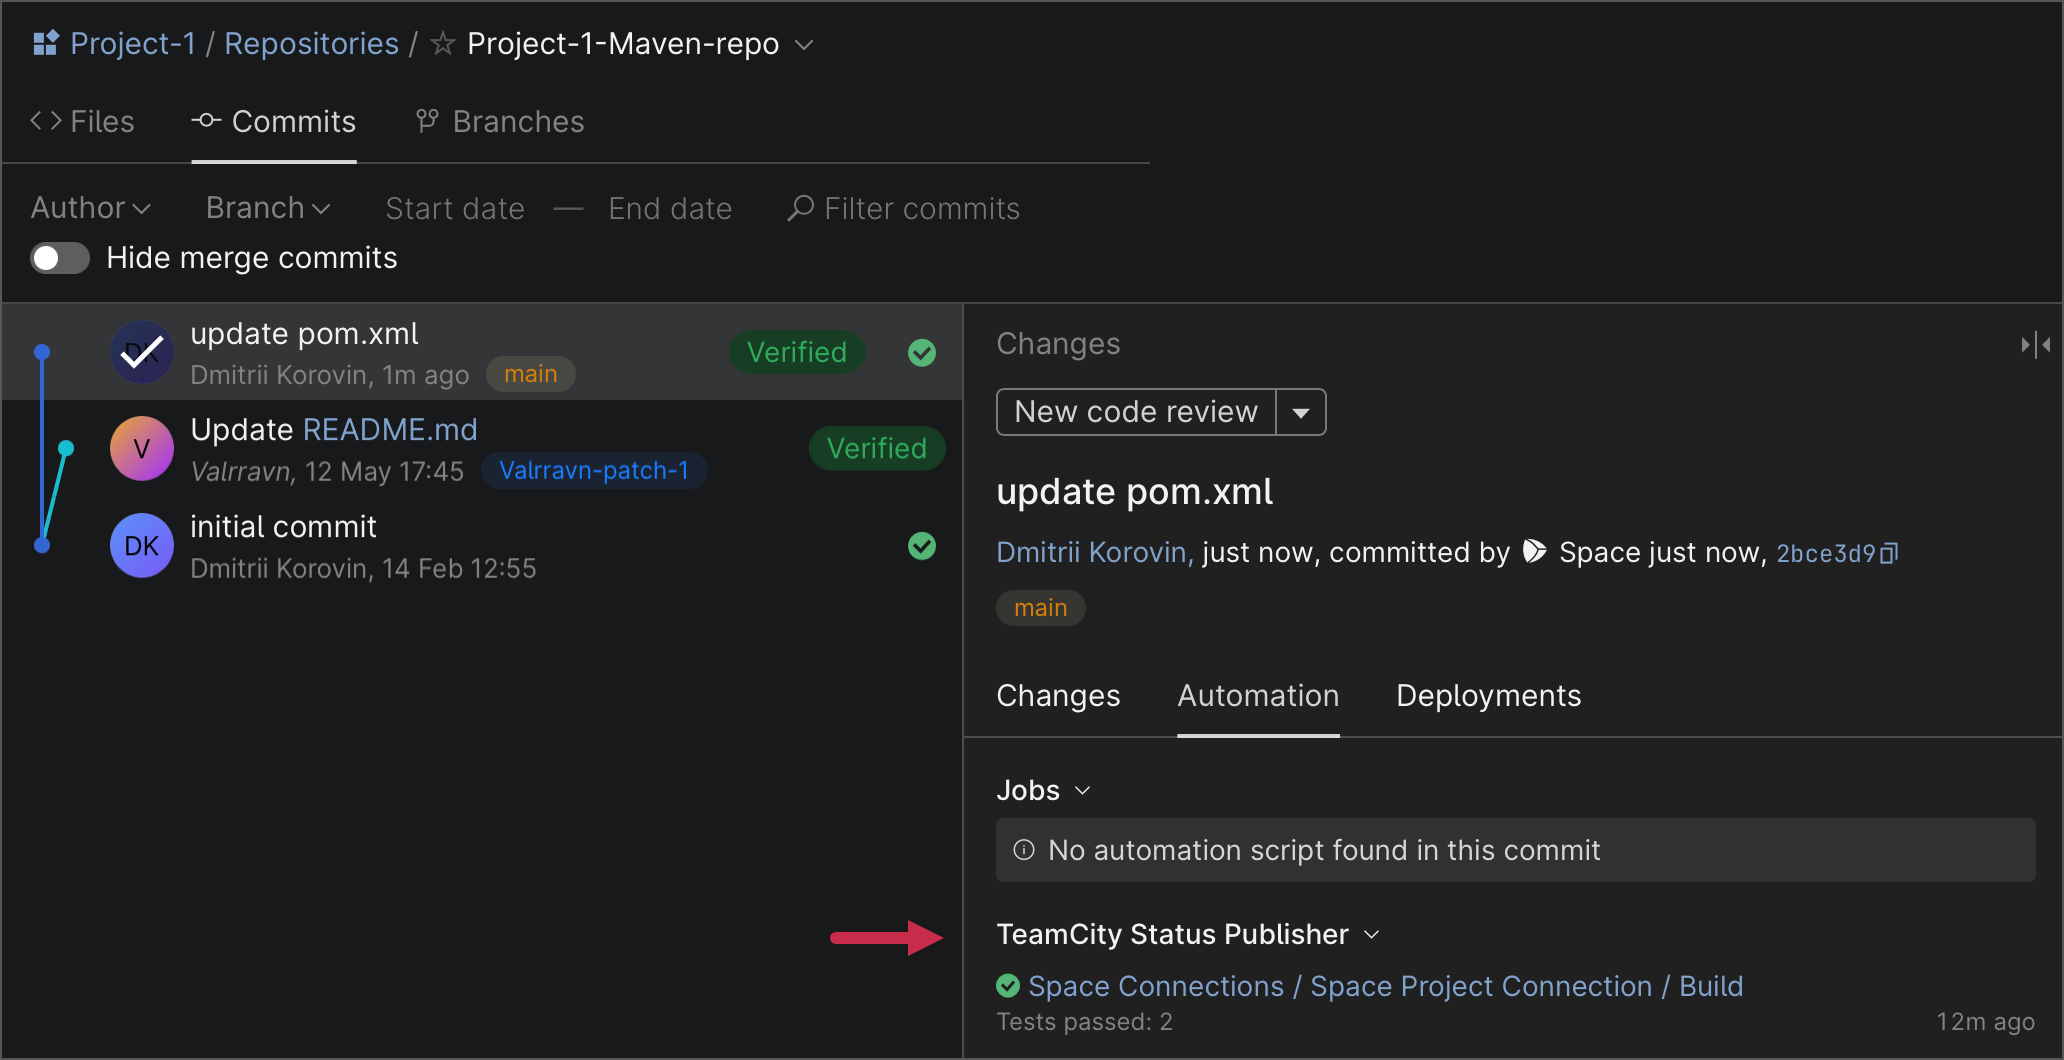 Project-1 / Repositories / Project-1-Maven-repo
Files Commits Branches
Author Branch Start date — End date Filter commits
Hide merge commits
DK
update pom.xml
Dmitrii Korovin, 1m ago main
Verified
V
Update README.md
Valrravn, 12 May 17:45 Valrravn-patch-1
Verified
DK
initial commit
Dmitrii Korovin, 14 Feb 12:55
Changes
New code review
update pom.xml
Dmitrii Korovin, just now, committed by Space just now, 2bce3d9
main
Changes Automation Deployments
Jobs
No automation script found in this commit
TeamCity Status Publisher
Space Connections / Space Project Connection / Build
Tests passed: 2
12m ago